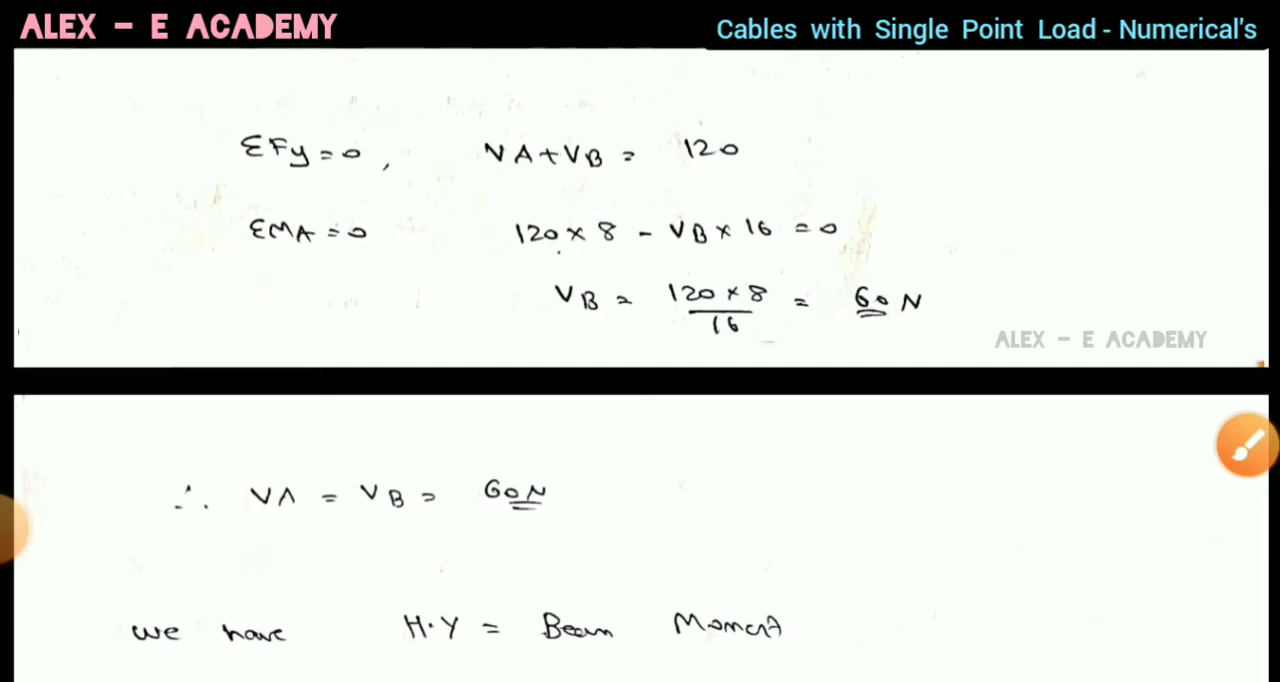 ALEX - E ACADEMY
Cables with Single Point Load - Numerical's
ΣFy = 0, VA + VB = 120
ΣMA = 0 120 × 8 - VB × 16 = 0
VB = 120 × 8 / 16 = 60 N
ALEX - E ACADEMY
∴ VA = VB = 60 N
we have H·Y = Beam Moment